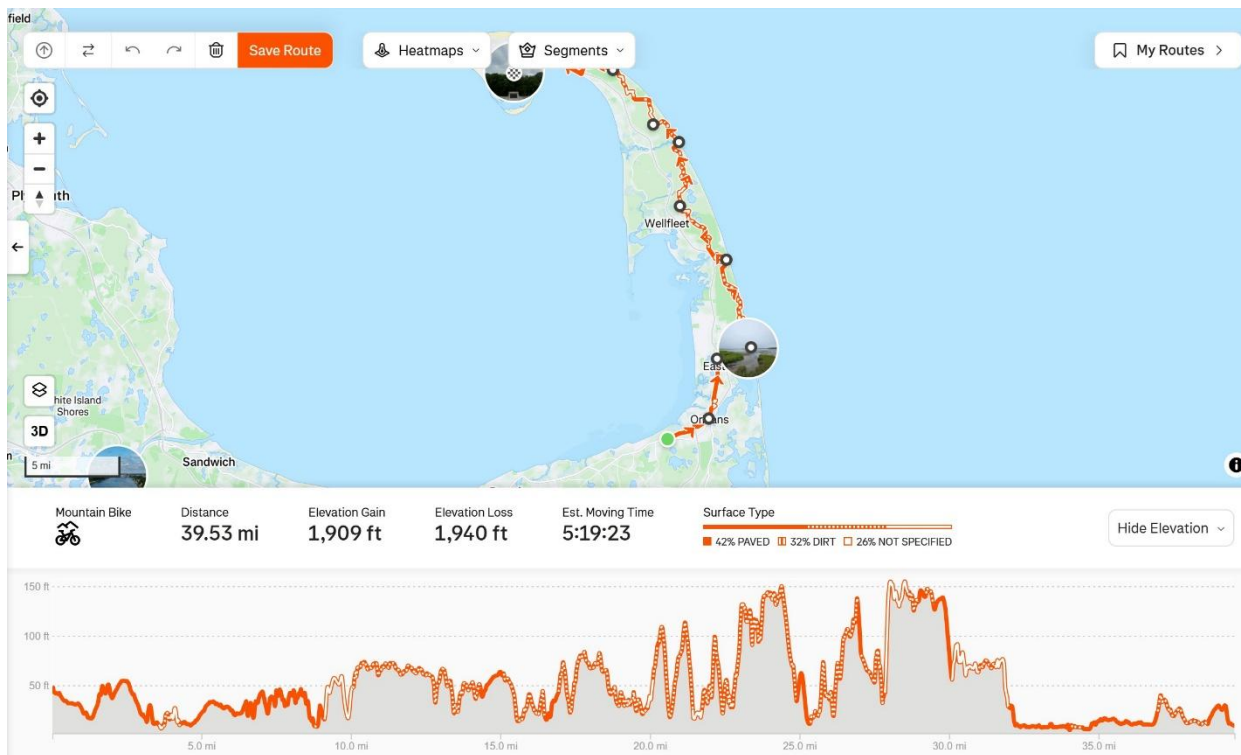 field
Save Route
Heatmaps
Segments
My Routes
Wellfleet
3D
5 mi
Shores
Sandwich
Mountain Bike
Distance
39.53 mi
Elevation Gain
1,909 ft
Elevation Loss
1,940 ft
Est. Moving Time
5:19:23
Surface Type
42% PAVED 32% DIRT 26% NOT SPECIFIED
Hide Elevation
150 ft
100 ft
50 ft
5.0 mi 10.0 mi 15.0 mi 20.0 mi 25.0 mi 30.0 mi 35.0 mi